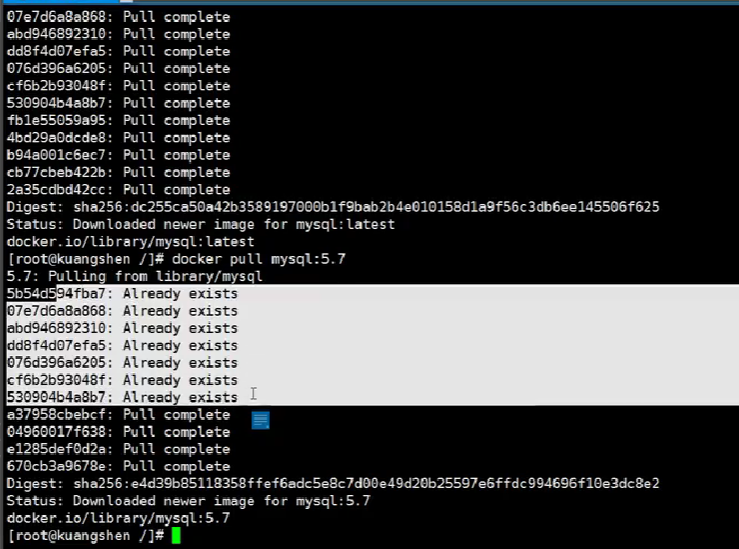 07e7d6a8a868: Pull complete
abd946892310: Pull complete
dd8f4d07efa5: Pull complete
076d396a6205: Pull complete
cf6b2b93048f: Pull complete
530904b4a8b7: Pull complete
fb1e55059a95: Pull complete
4bd29a0dcde8: Pull complete
b94a001c6ec7: Pull complete
cb77cbeb422b: Pull complete
2a35cdbd42cc: Pull complete
Digest: sha256:dc255ca50a42b3589197000b1f9bab2b4e010158d1a9f56c3db6ee145506f625
Status: Downloaded newer image for mysql:latest
docker.io/library/mysql:latest
[root@kuangshen /]# docker pull mysql:5.7
5.7: Pulling from library/mysql
5b54d594fba7: Already exists
07e7d6a8a868: Already exists
abd946892310: Already exists
dd8f4d07efa5: Already exists
076d396a6205: Already exists
cf6b2b93048f: Already exists
530904b4a8b7: Already exists
a37958cbebcf: Pull complete
04960017f638: Pull complete
e1285def0d2a: Pull complete
670cb3a9678e: Pull complete
Digest: sha256:e4d39b85118358ffef6adc5e8c7d00e49d20b25597e6ffdc994696f10e3dc8e2
Status: Downloaded newer image for mysql:5.7
docker.io/library/mysql:5.7
[root@kuangshen /]#